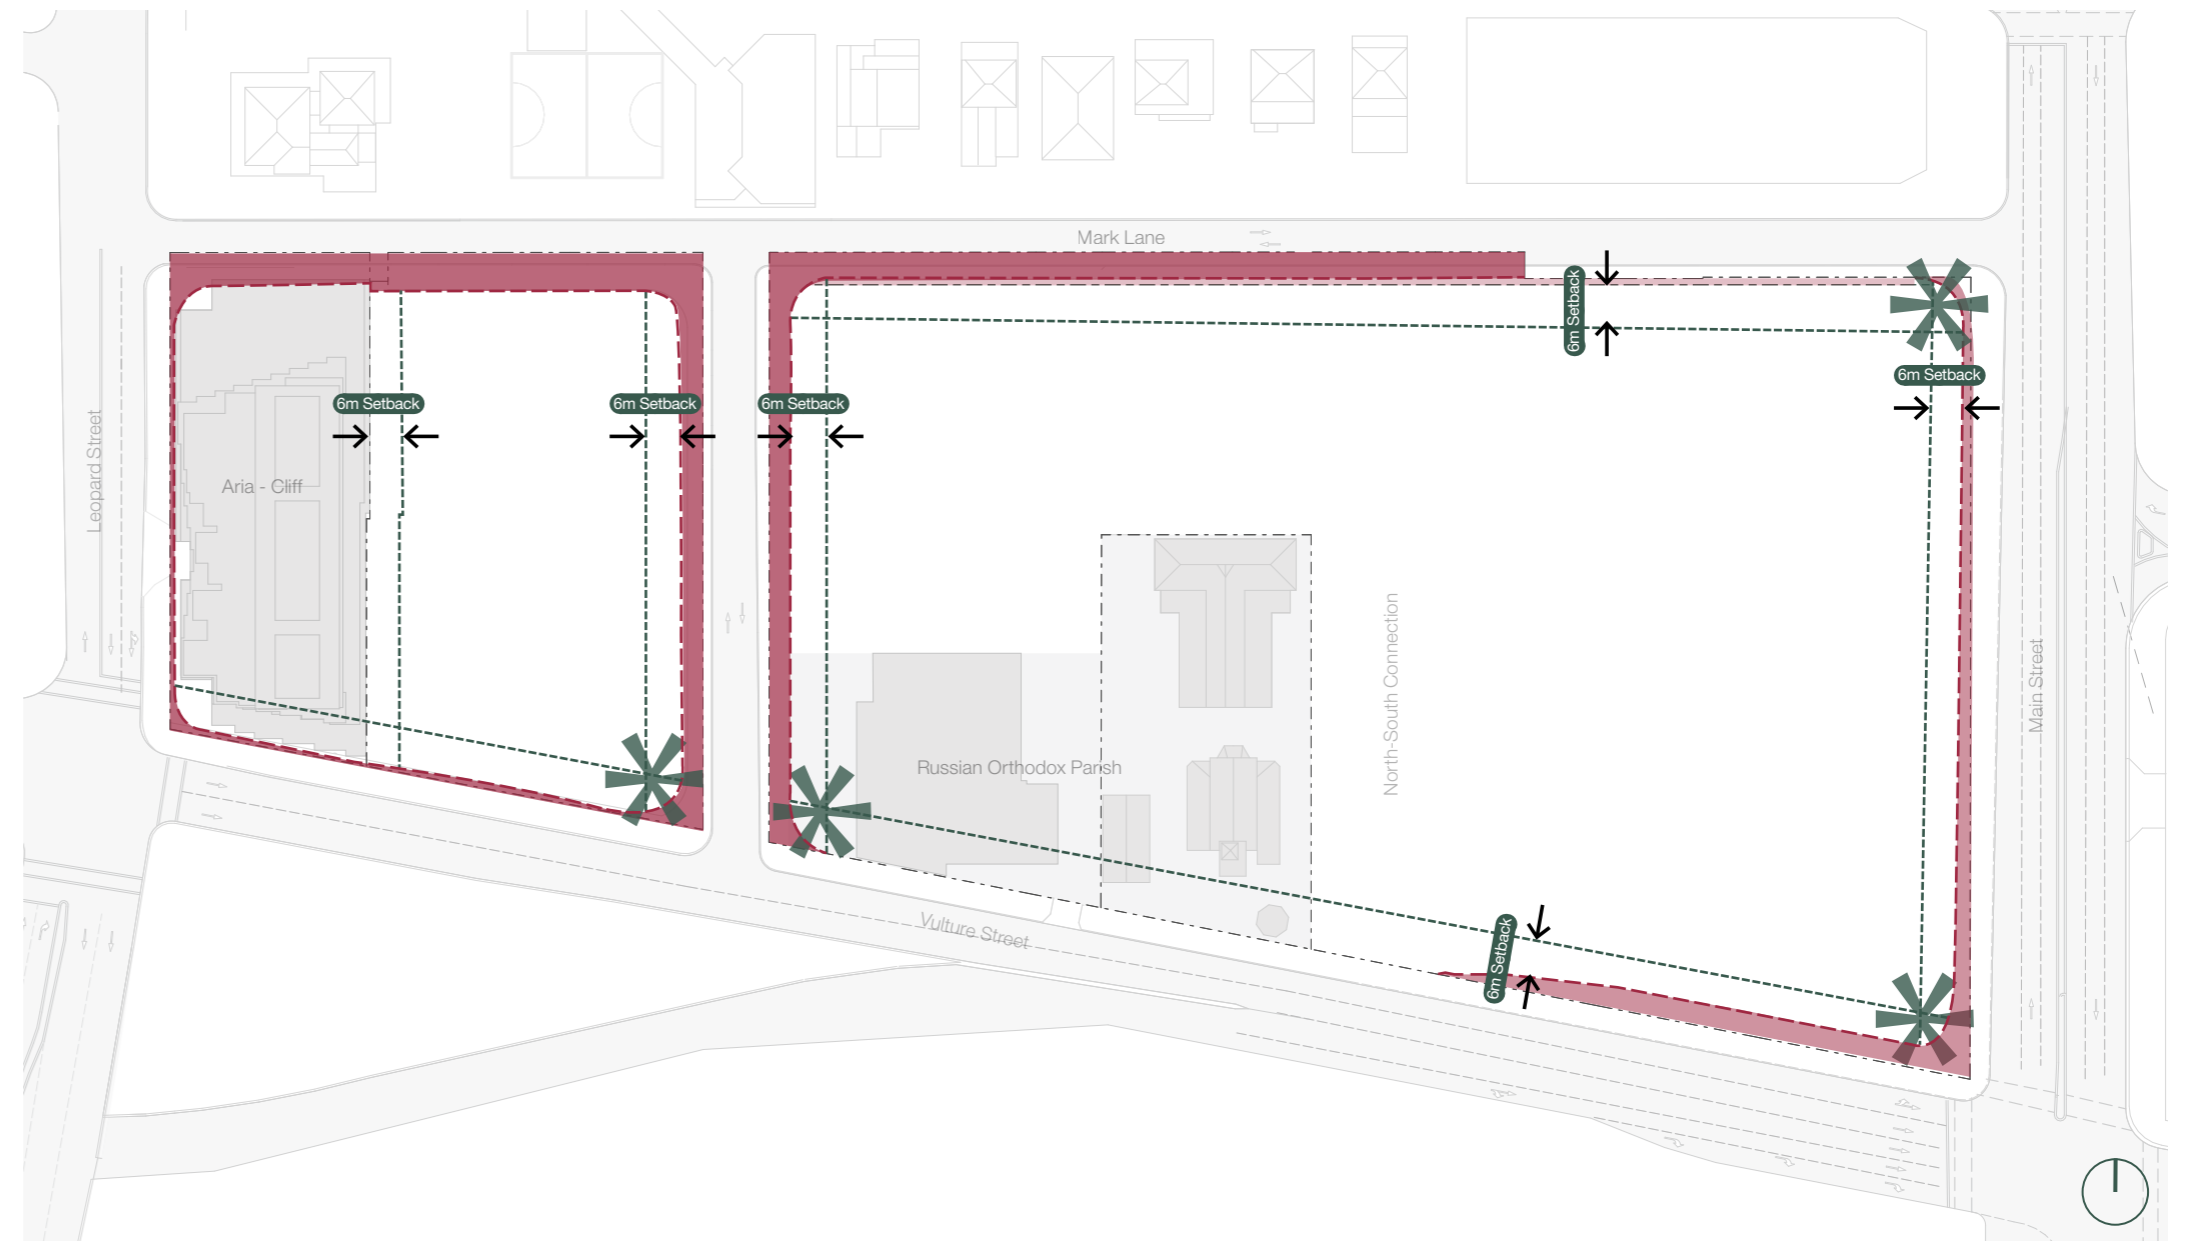 Mark Lane
6m Setback
6m Setback
6m Setback
6m Setback
6m Setback
Leopard Street
Aria - Cliff
North-South Connection
Main Street
Russian Orthodox Parish
Vulture Street
6m Setback